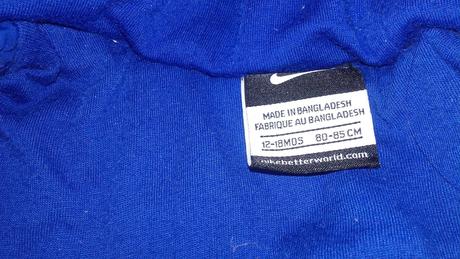 MADE IN BANGLADESH
FABRIQUE AU BANGLADESH
12-18MOS 80-85 CM
nikebetterworld.com